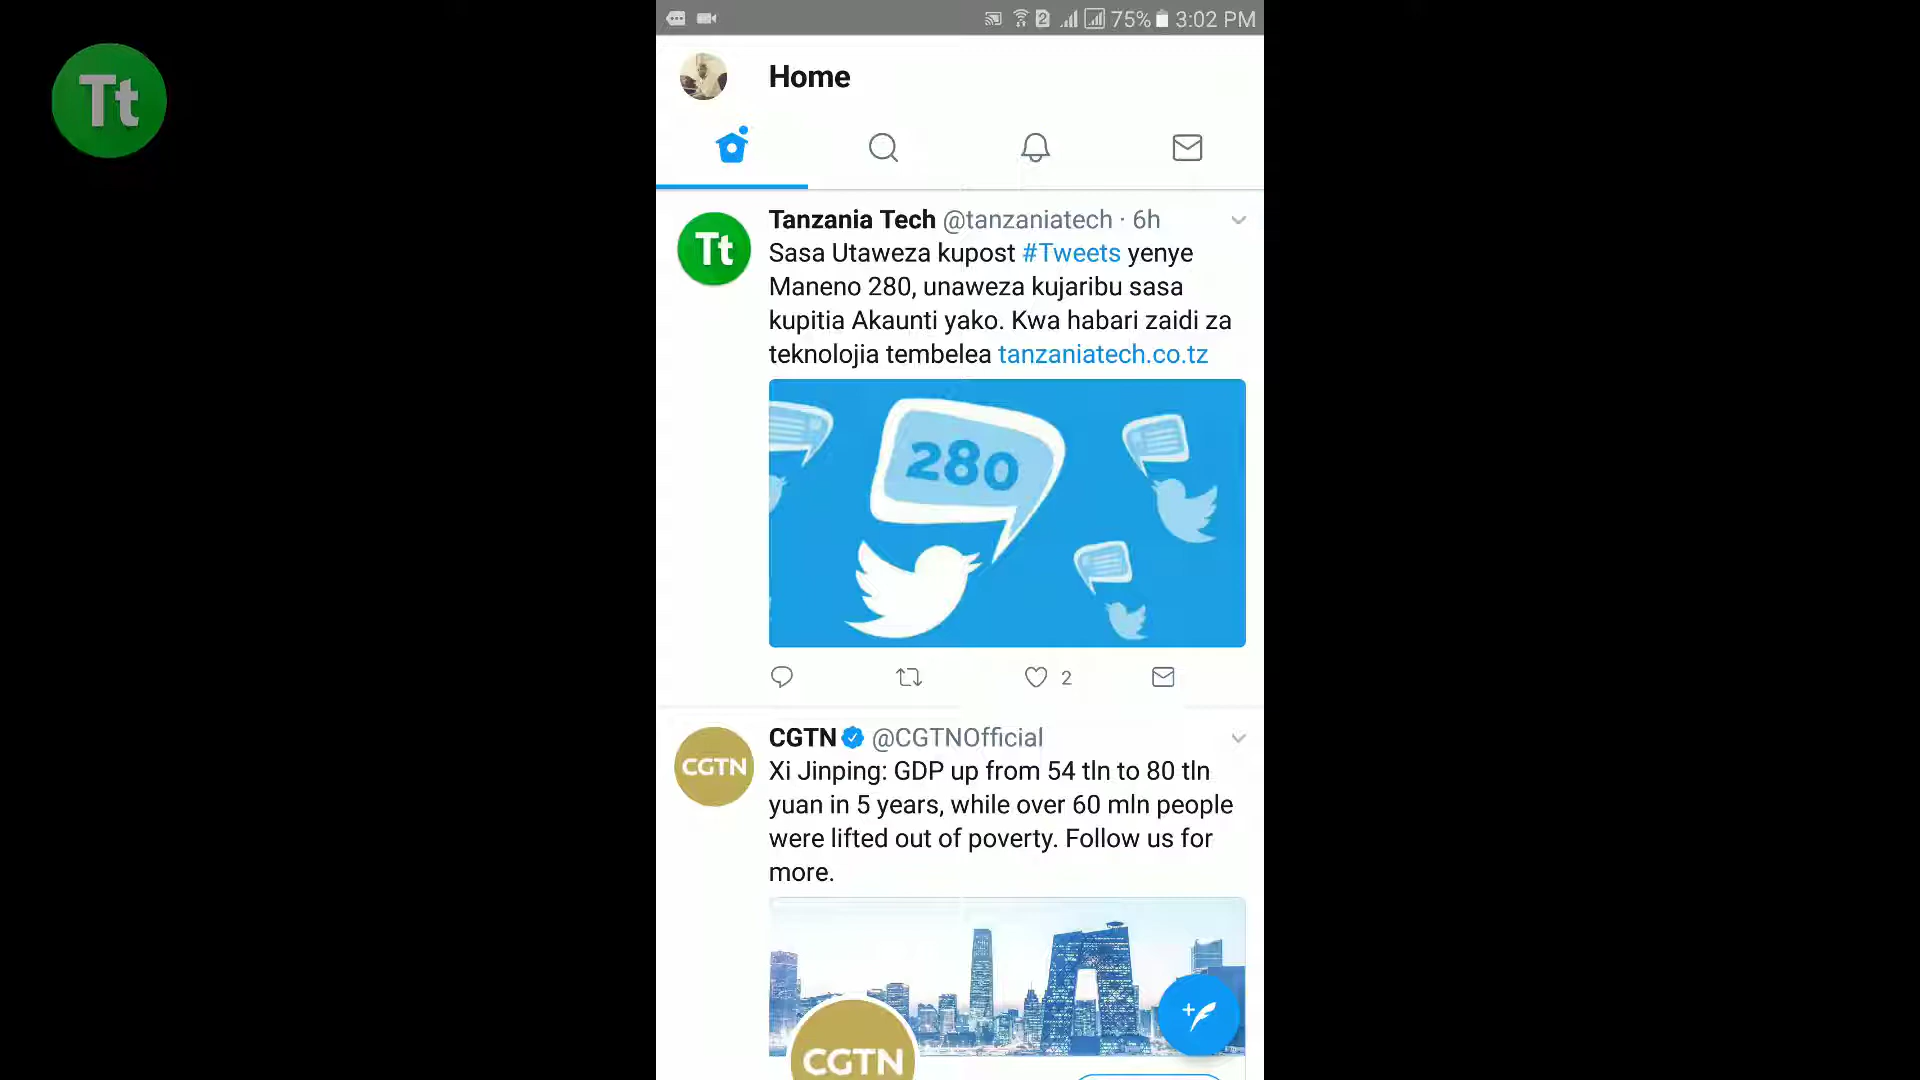 Tt
2 75% 3:02 PM
Home
Tanzania Tech @tanzaniatech · 6h
Tt
Sasa Utaweza kupost #Tweets yenye
Maneno 280, unaweza kujaribu sasa
kupitia Akaunti yako. Kwa habari zaidi za
teknolojia tembelea tanzaniatech.co.tz
280
2
CGTN @CGTNOfficial
CGTN
Xi Jinping: GDP up from 54 tln to 80 tln
yuan in 5 years, while over 60 mln people
were lifted out of poverty. Follow us for
more.
CGTN